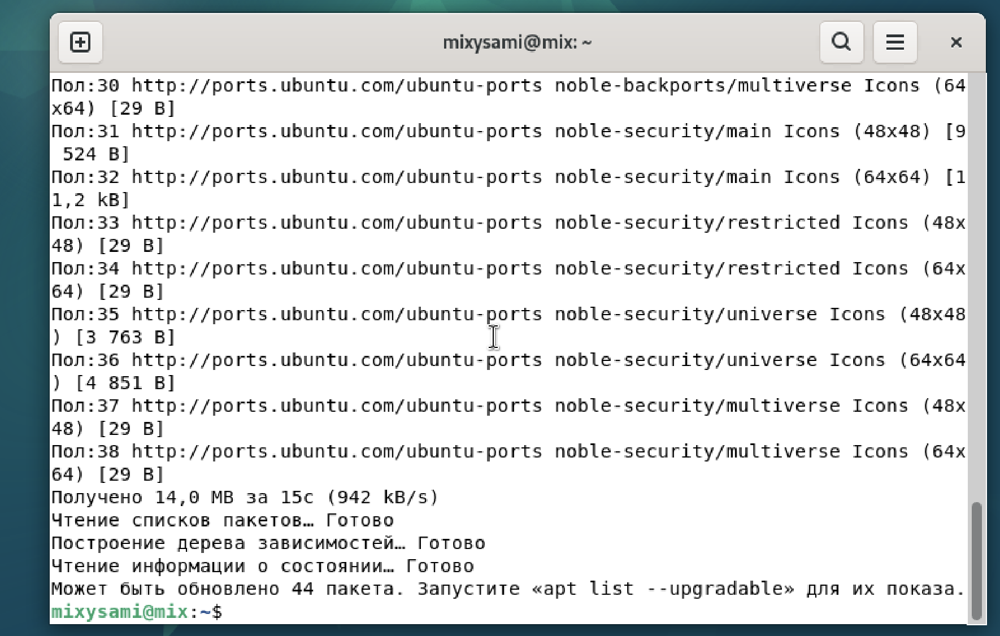 mixysami@mix: ~
Пол:30 http://ports.ubuntu.com/ubuntu-ports noble-backports/multiverse Icons (64
x64) [29 B]
Пол:31 http://ports.ubuntu.com/ubuntu-ports noble-security/main Icons (48x48) [9
 524 B]
Пол:32 http://ports.ubuntu.com/ubuntu-ports noble-security/main Icons (64x64) [1
1,2 kB]
Пол:33 http://ports.ubuntu.com/ubuntu-ports noble-security/restricted Icons (48x
48) [29 B]
Пол:34 http://ports.ubuntu.com/ubuntu-ports noble-security/restricted Icons (64x
64) [29 B]
Пол:35 http://ports.ubuntu.com/ubuntu-ports noble-security/universe Icons (48x48
) [3 763 B]
Пол:36 http://ports.ubuntu.com/ubuntu-ports noble-security/universe Icons (64x64
) [4 851 B]
Пол:37 http://ports.ubuntu.com/ubuntu-ports noble-security/multiverse Icons (48x
48) [29 B]
Пол:38 http://ports.ubuntu.com/ubuntu-ports noble-security/multiverse Icons (64x
64) [29 B]
Получено 14,0 MB за 15с (942 kB/s)
Чтение списков пакетов… Готово
Построение дерева зависимостей… Готово
Чтение информации о состоянии… Готово
Может быть обновлено 44 пакета. Запустите «apt list --upgradable» для их показа.
mixysami@mix:~$